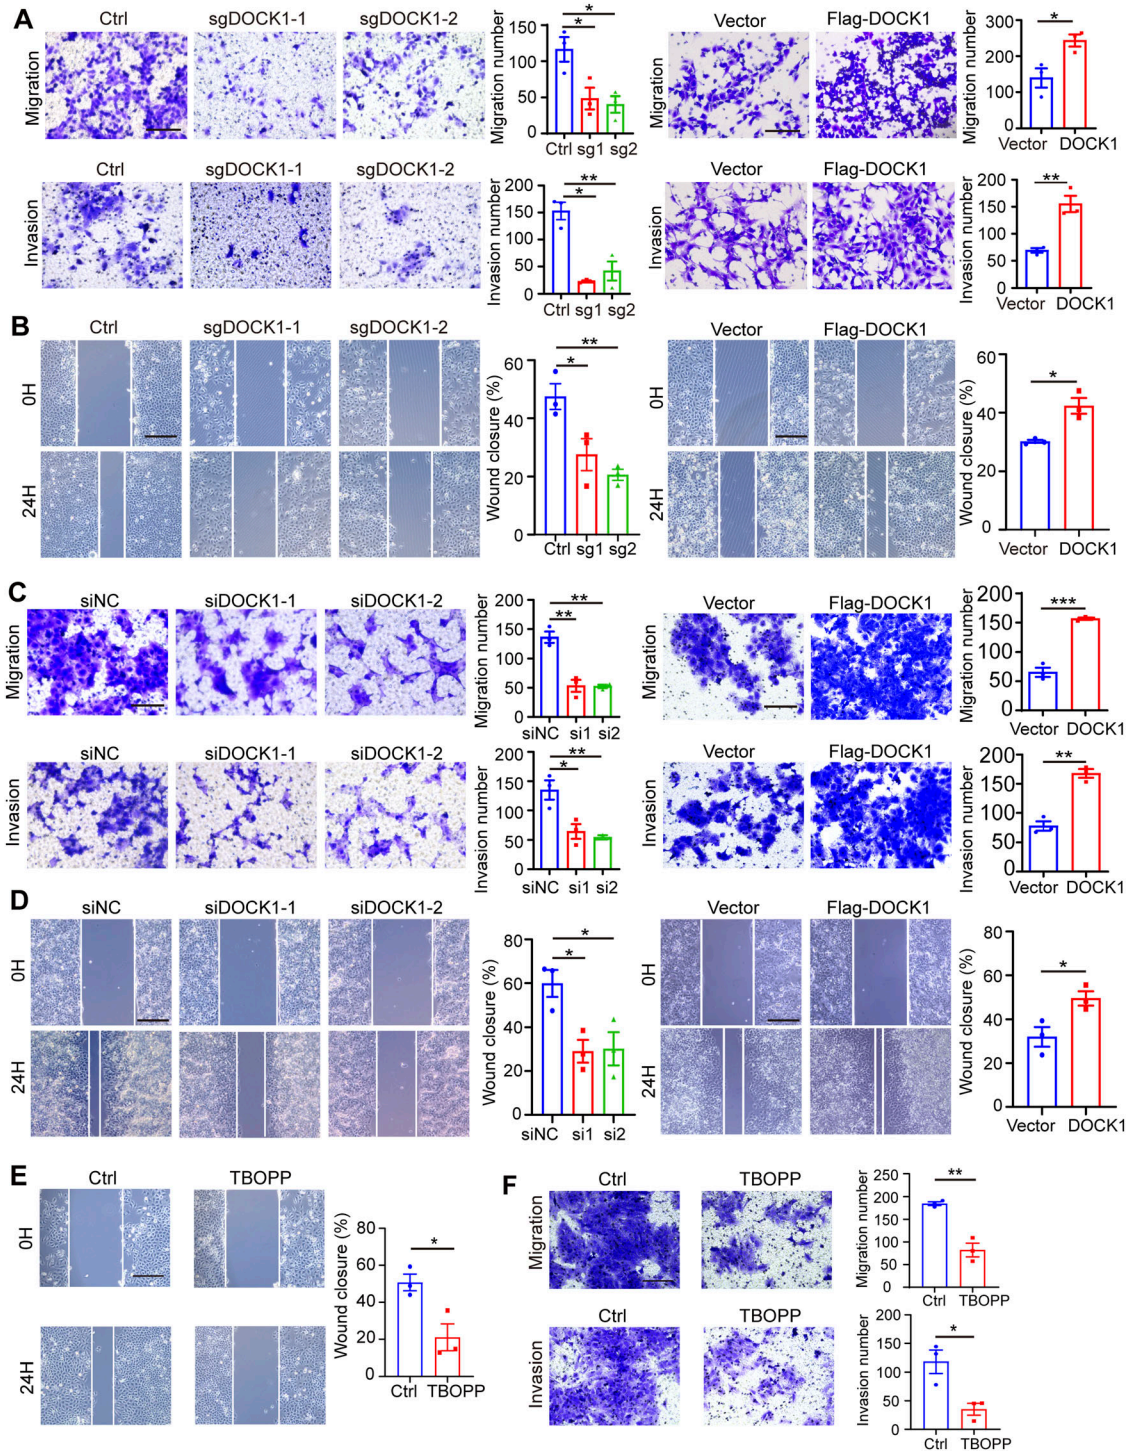 A
Ctrl sgDOCK1-1 sgDOCK1-2
Migration
Migration number
150
100
50
0
* *
Ctrl sg1 sg2
Vector Flag-DOCK1
Migration
Migration number
300
200
100
0
*
Vector DOCK1
Ctrl sgDOCK1-1 sgDOCK1-2
Invasion
Invasion number
200
150
100
50
0
** *
Ctrl sg1 sg2
Vector Flag-DOCK1
Invasion
Invasion number
200
150
100
50
0
**
Vector DOCK1
B
Ctrl sgDOCK1-1 sgDOCK1-2
0H
24H
Wound closure (%)
60
40
20
0
** *
Ctrl sg1 sg2
Vector Flag-DOCK1
0H
24H
Wound closure (%)
60
40
20
0
*
Vector DOCK1
C
siNC siDOCK1-1 siDOCK1-2
Migration
Migration number
200
150
100
50
0
** **
siNC si1 si2
Vector Flag-DOCK1
Migration
Migration number
200
150
100
50
0
***
Vector DOCK1
siNC siDOCK1-1 siDOCK1-2
Invasion
Invasion number
200
150
100
50
0
** *
siNC si1 si2
Vector Flag-DOCK1
Invasion
Invasion number
200
150
100
50
0
**
Vector DOCK1
D
siNC siDOCK1-1 siDOCK1-2
0H
24H
Wound closure (%)
80
60
40
20
0
* *
siNC si1 si2
Vector Flag-DOCK1
0H
24H
Wound closure (%)
80
60
40
20
0
*
Vector DOCK1
E
Ctrl TBOPP
0H
24H
Wound closure (%)
80
60
40
20
0
*
Ctrl TBOPP
F
Ctrl TBOPP
Migration
Migration number
250
200
150
100
50
0
**
Ctrl TBOPP
Ctrl TBOPP
Invasion
Invasion number
200
150
100
50
0
*
Ctrl TBOPP